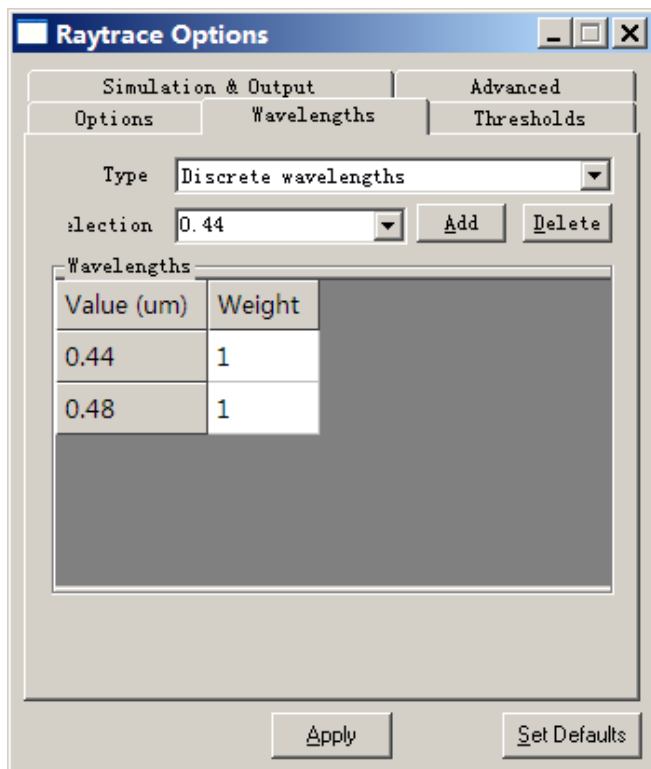 Raytrace Options
Simulation & Output Advanced
Options Wavelengths Thresholds
Type Discrete wavelengths
election 0.44 Add Delete
Wavelengths
Value (um) Weight
0.44 1
0.48 1
Apply Set Defaults